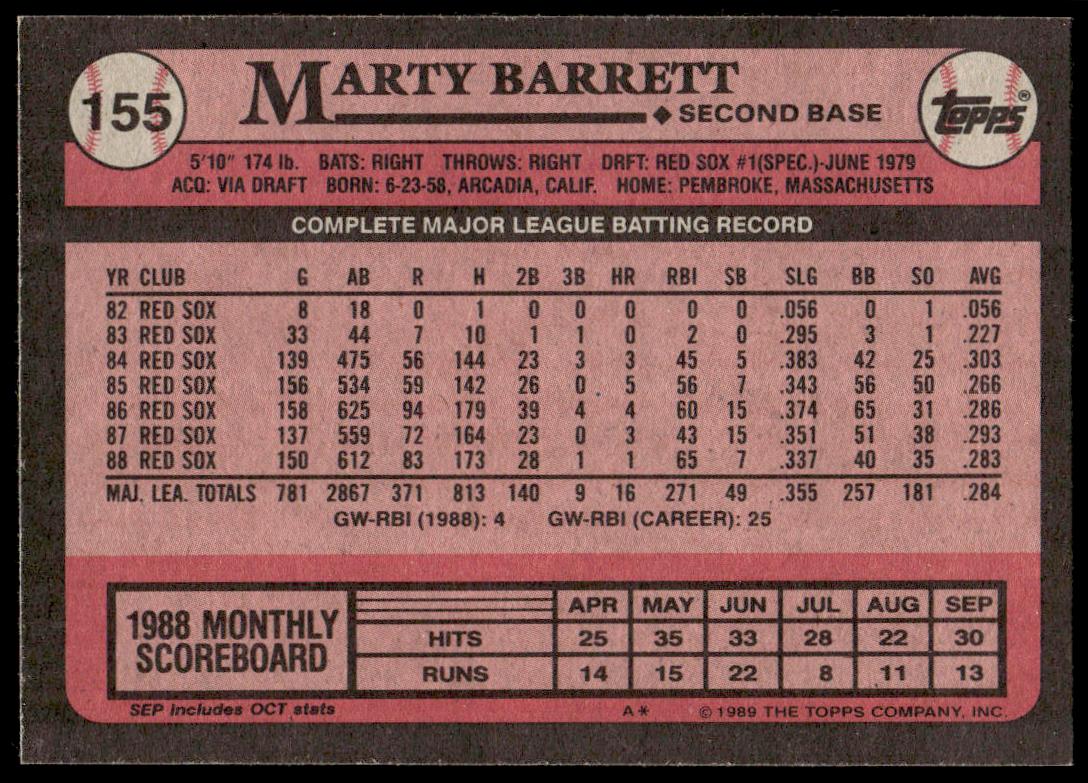 155
MARTY BARRETT
◆ SECOND BASE
TOPPS®
5'10" 174 lb. BATS: RIGHT THROWS: RIGHT DRFT: RED SOX #1(SPEC.)-JUNE 1979
ACQ: VIA DRAFT BORN: 6-23-58, ARCADIA, CALIF. HOME: PEMBROKE, MASSACHUSETTS
COMPLETE MAJOR LEAGUE BATTING RECORD
YR CLUB G AB R H 2B 3B HR RBI SB SLG BB SO AVG
82 RED SOX 8 18 0 1 0 0 0 0 0 .056 0 1 .056
83 RED SOX 33 44 7 10 1 1 0 2 0 .295 3 1 .227
84 RED SOX 139 475 56 144 23 3 3 45 5 .383 42 25 .303
85 RED SOX 156 534 59 142 26 0 5 56 7 .343 56 50 .266
86 RED SOX 158 625 94 179 39 4 4 60 15 .374 65 31 .286
87 RED SOX 137 559 72 164 23 0 3 43 15 .351 51 38 .293
88 RED SOX 150 612 83 173 28 1 1 65 7 .337 40 35 .283
MAJ. LEA. TOTALS 781 2867 371 813 140 9 16 271 49 .355 257 181 .284
GW-RBI (1988): 4 GW-RBI (CAREER): 25
1988 MONTHLY
SCOREBOARD
APR MAY JUN JUL AUG SEP
HITS 25 35 33 28 22 30
RUNS 14 15 22 8 11 13
SEP includes OCT stats
A* © 1989 THE TOPPS COMPANY, INC.